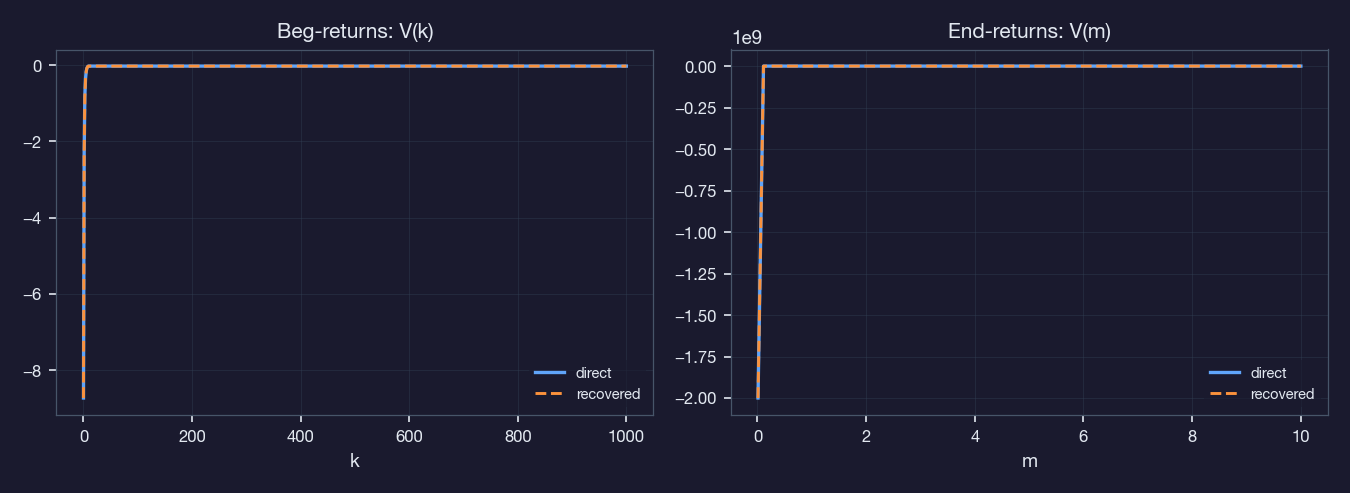 Beg-returns: V(k)
0
−2
−4
−6
−8
0 200 400 600 800 1000
k
direct
recovered
End-returns: V(m)
1e9
0.00
−0.25
−0.50
−0.75
−1.00
−1.25
−1.50
−1.75
−2.00
0 2 4 6 8 10
m
direct
recovered